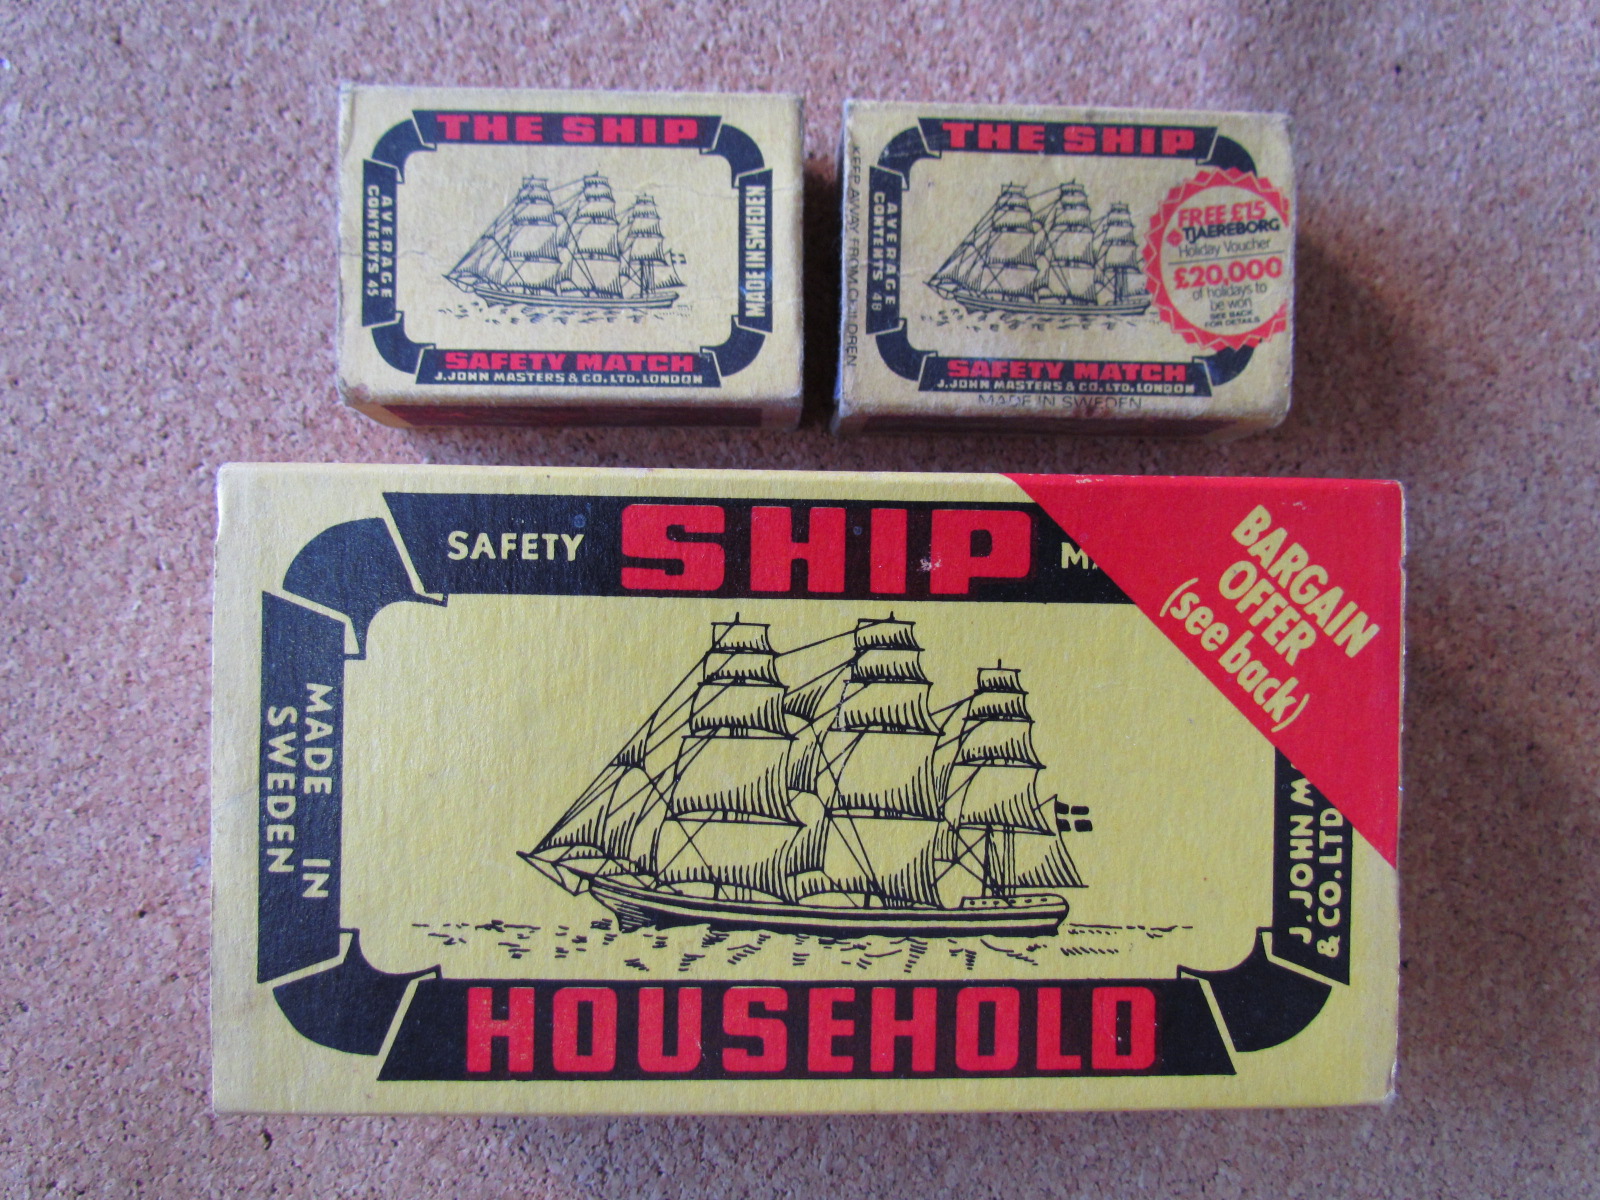 THE SHIP
AVERAGE
CONTENTS 45
MADE IN SWEDEN
SAFETY MATCH
J. JOHN MASTERS & CO. LTD. LONDON
KEEP AWAY FROM CHILDREN
THE SHIP
AVERAGE
CONTENTS 48
FREE £15
TJAEREBORG
Holiday Voucher
£20,000
of holidays to
be won
SEE BACK
FOR DETAILS
SAFETY MATCH
J. JOHN MASTERS & CO. LTD. LONDON
MADE IN SWEDEN
SAFETY SHIP
BARGAIN
OFFER
(see back)
MADE IN
SWEDEN
J. JOHN M
& CO. LTD
HOUSEHOLD